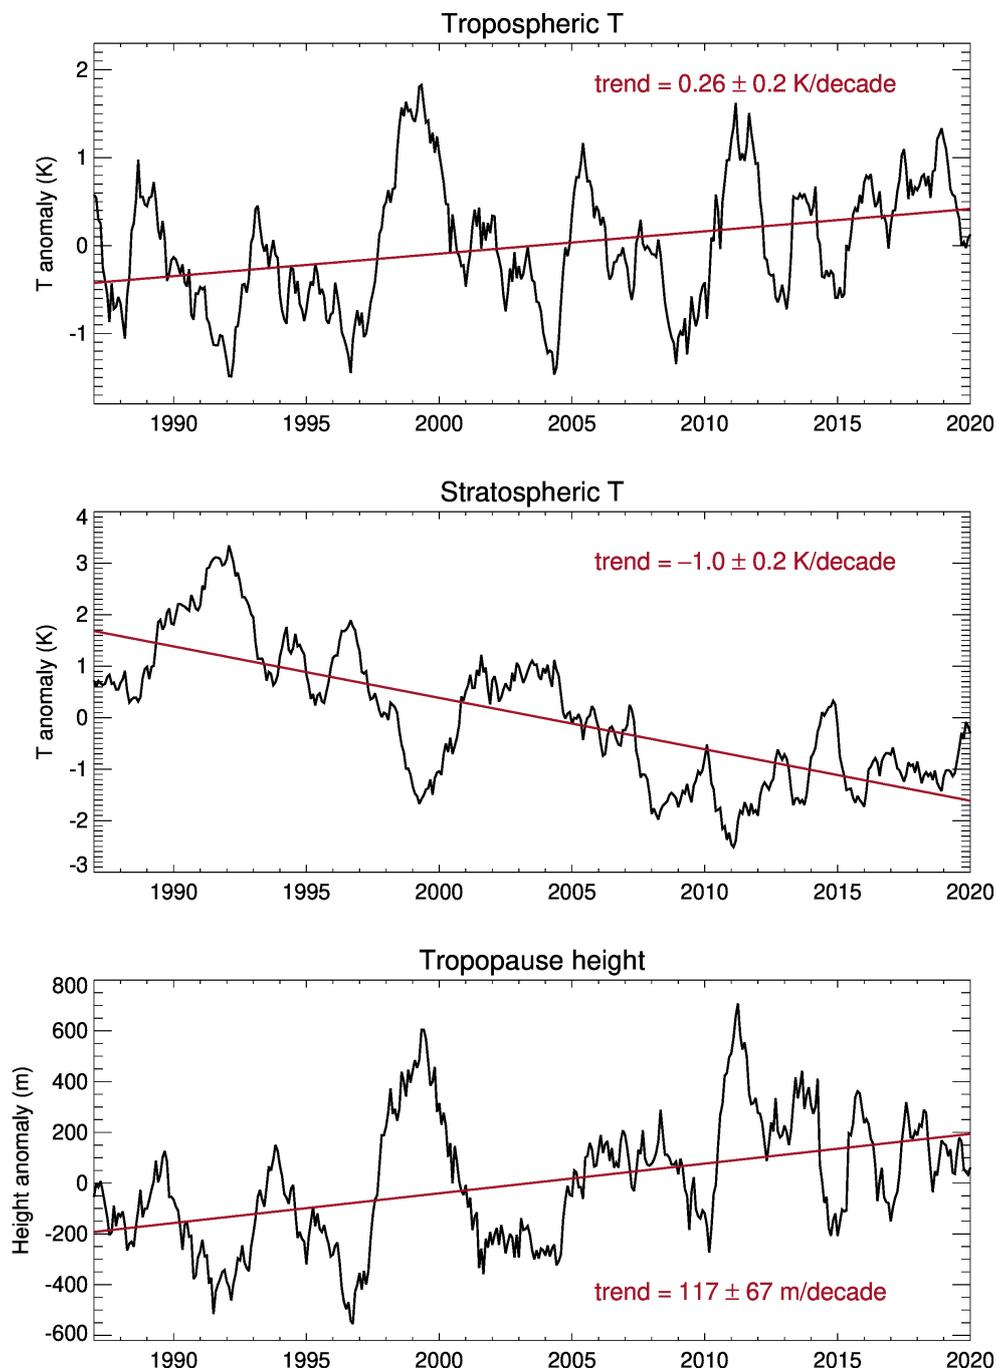 Tropospheric T
trend = 0.26 ± 0.2 K/decade
T anomaly (K)
2
1
0
-1
1990 1995 2000 2005 2010 2015 2020
Stratospheric T
trend = −1.0 ± 0.2 K/decade
T anomaly (K)
4
3
2
1
0
-1
-2
-3
1990 1995 2000 2005 2010 2015 2020
Tropopause height
Height anomaly (m)
800
600
400
200
0
-200
-400
-600
trend = 117 ± 67 m/decade
1990 1995 2000 2005 2010 2015 2020